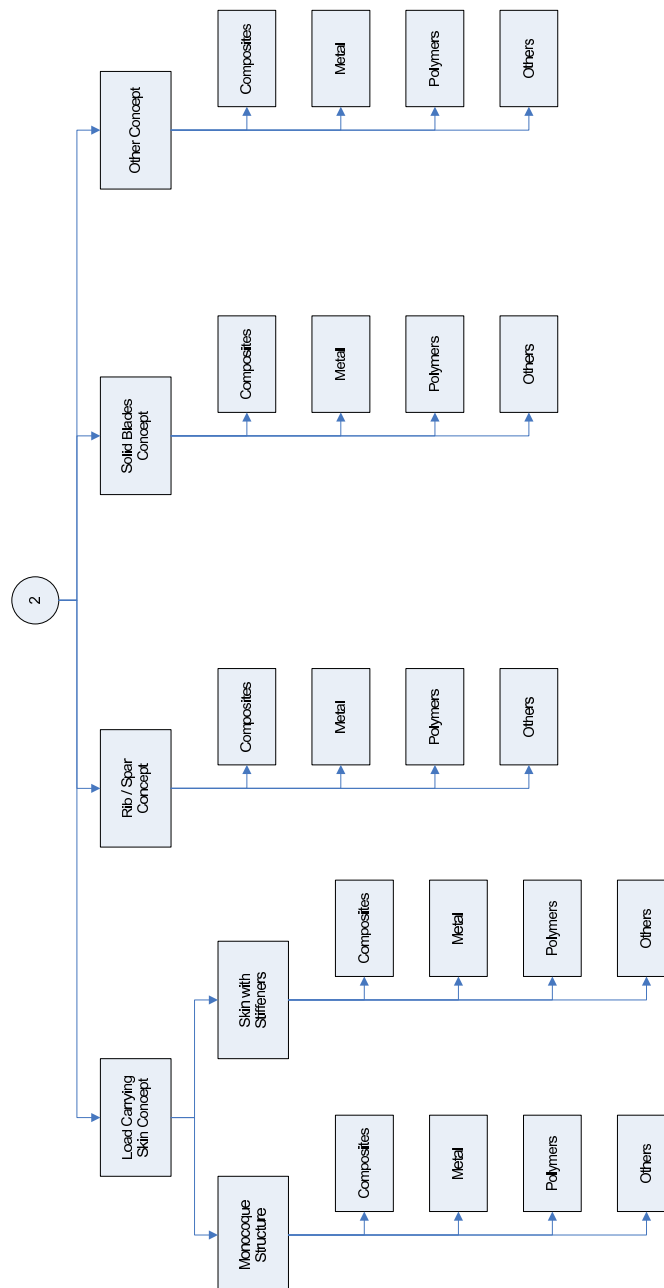 2
Load Carrying
Skin Concept
Rib / Spar
Concept
Solid Blades
Concept
Other Concept
Monocoque
Structure
Skin with
Stiffeners
Composites
Metal
Polymers
Others
Composites
Metal
Polymers
Others
Composites
Metal
Polymers
Others
Composites
Metal
Polymers
Others
Composites
Metal
Polymers
Others